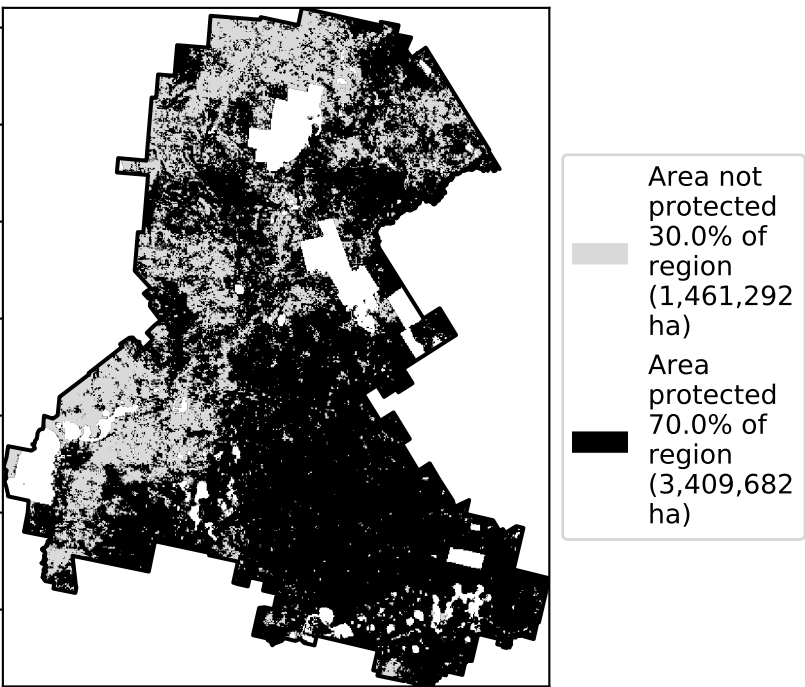 Area not
protected
30.0% of
region
(1,461,292
ha)
Area
protected
70.0% of
region
(3,409,682
ha)